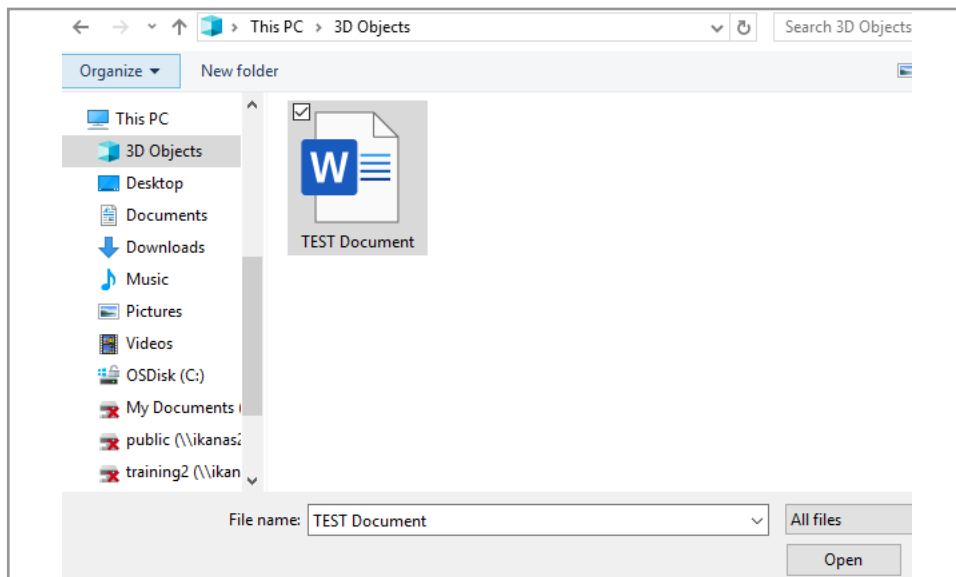 This PC > 3D Objects
Search 3D Objects
Organize
New folder
This PC
3D Objects
Desktop
Documents
Downloads
Music
Pictures
Videos
OSDisk (C:)
My Documents (
public (\\ikanas2
training2 (\\ikan
W
TEST Document
File name: TEST Document
All files
Open